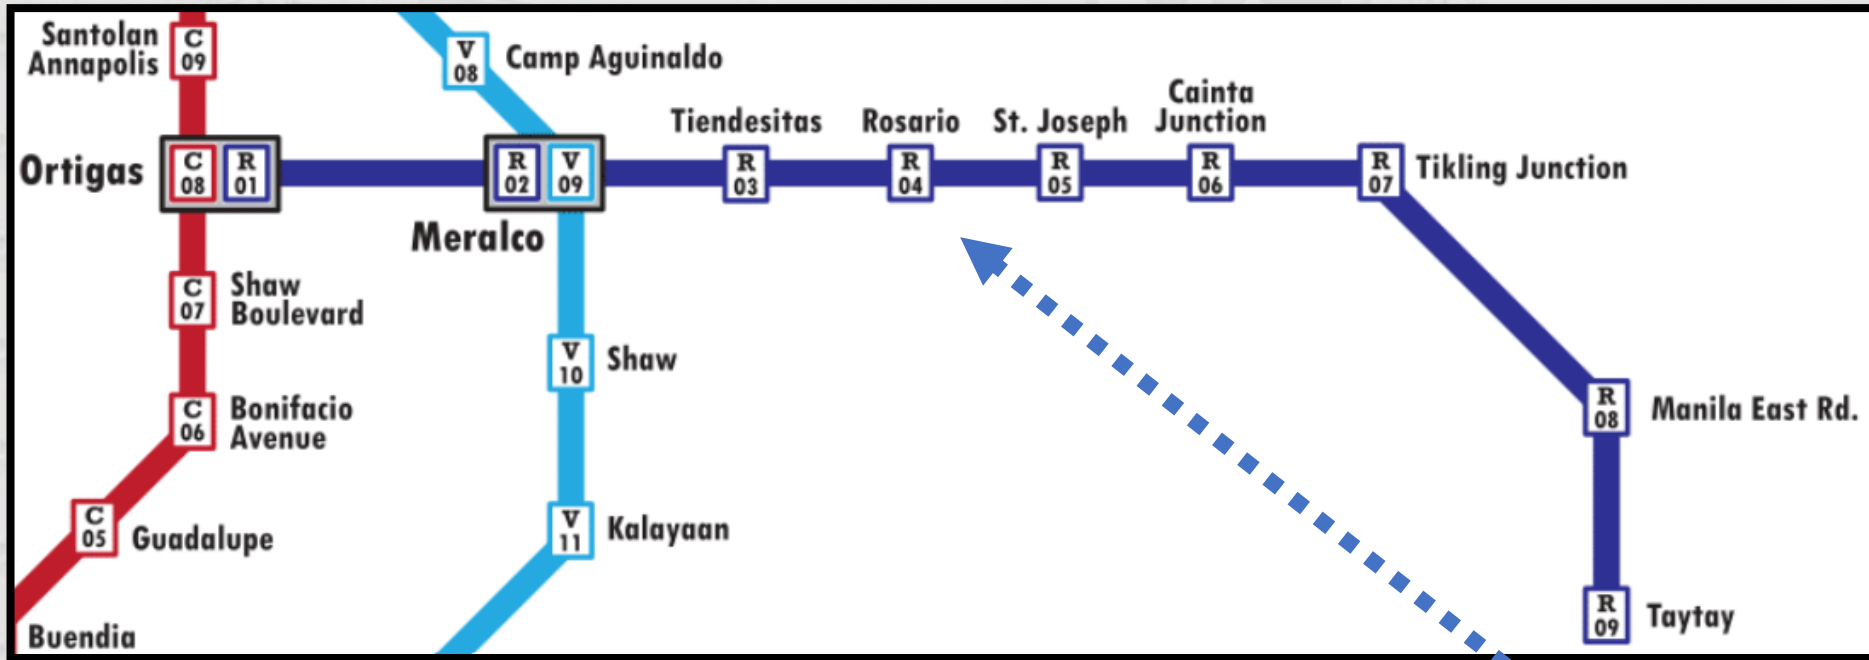 Santolan
Annapolis
C
09
V
08
Camp Aguinaldo
Tiendesitas
Rosario
St. Joseph
Cainta
Junction
Ortigas
C
08
R
01
R
02
V
09
R
03
R
04
R
05
R
06
R
07
Tikling Junction
Meralco
C
07
Shaw
Boulevard
V
10
Shaw
C
06
Bonifacio
Avenue
R
08
Manila East Rd.
C
05
Guadalupe
V
11
Kalayaan
R
09
Taytay
Buendia